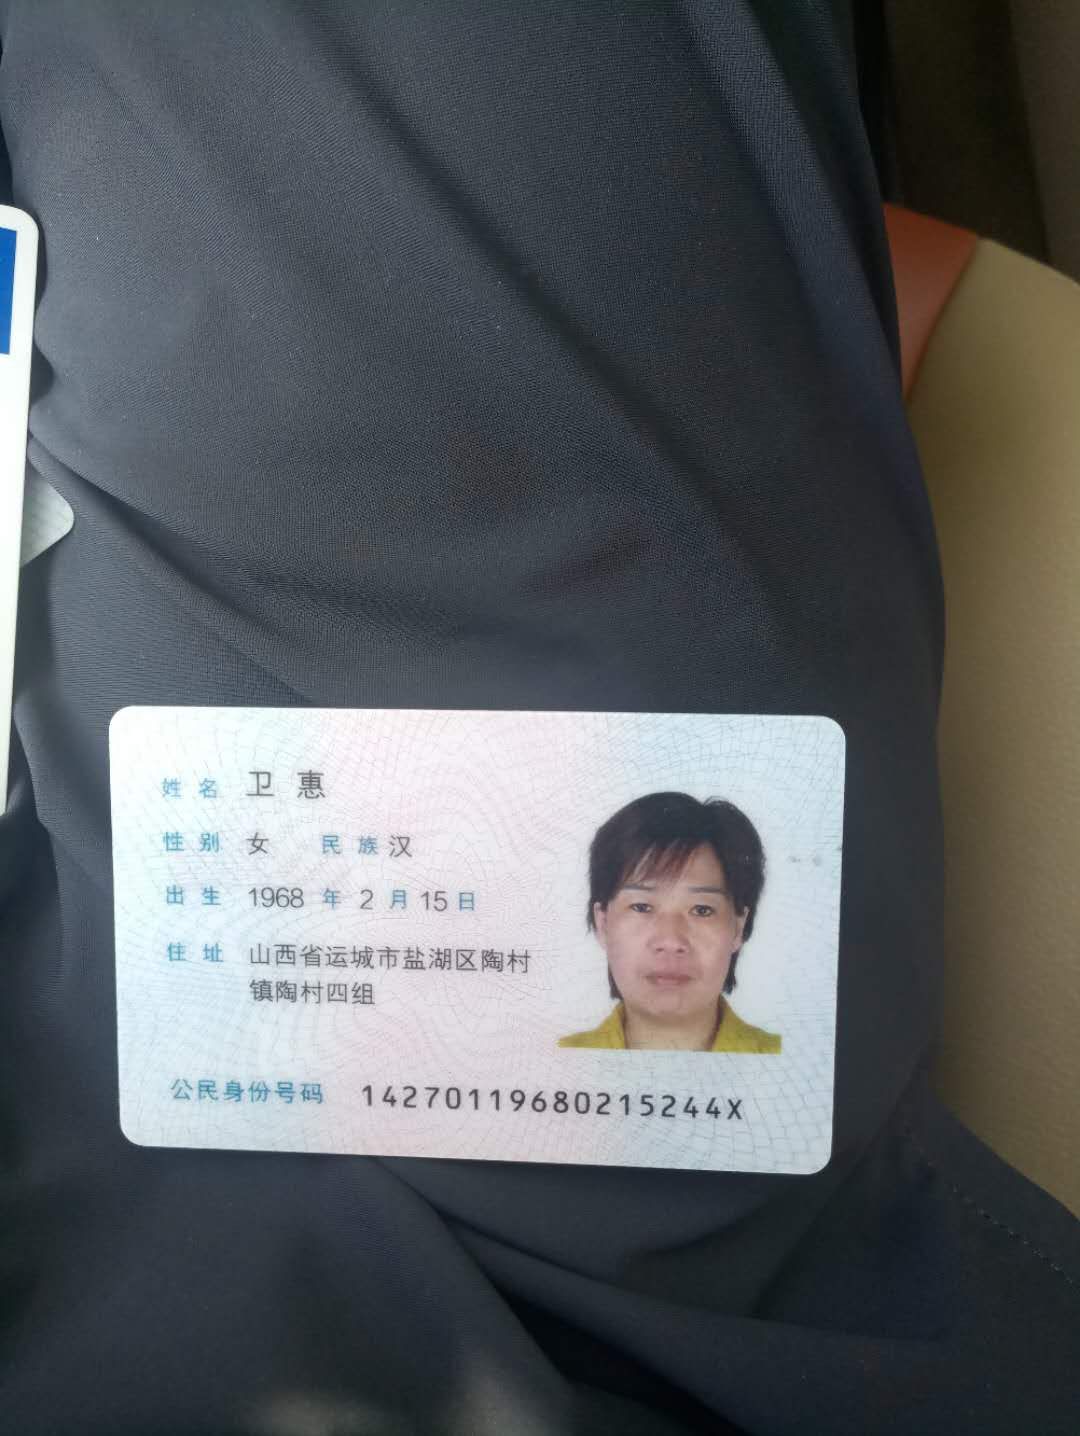 姓名 卫惠
性别 女 民族 汉
出生 1968 年 2 月 15 日
住址 山西省运城市盐湖区陶村
镇陶村四组
公民身份号码 14270119680215244X